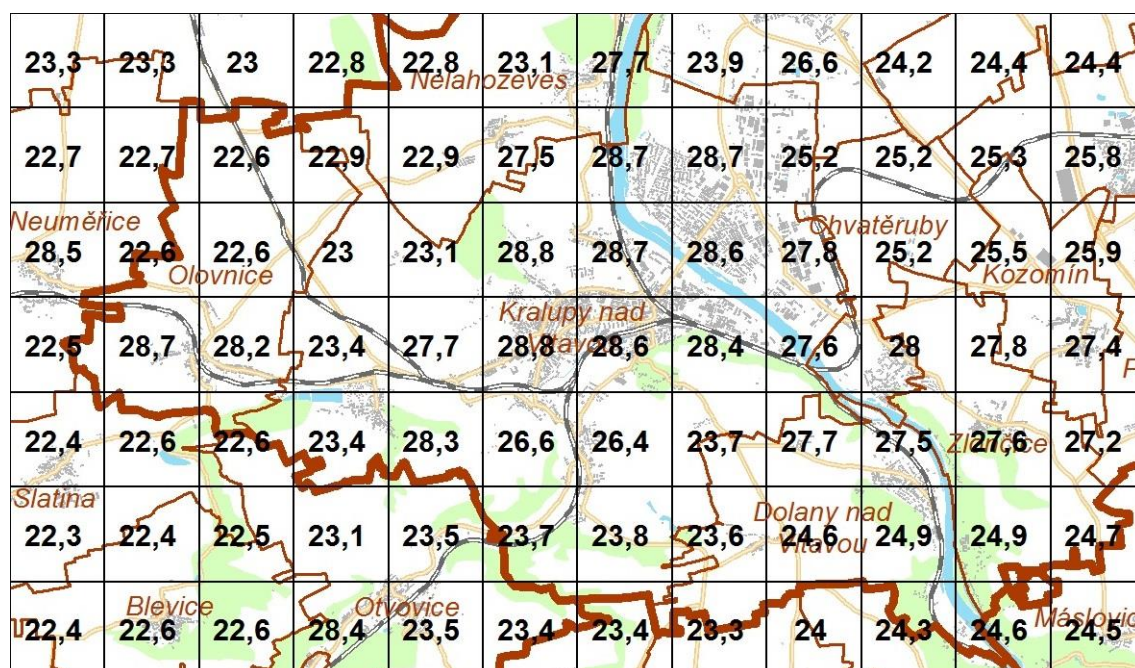 23,3 23,3 23 22,8 22,8 23,1 27,7 23,9 26,6 24,2 24,4 24,4
Nelahozeves
22,7 22,7 22,6 22,9 22,9 27,5 28,7 28,7 25,2 25,2 25,3 25,8
Neuměřice Chvatěruby
28,5 22,6 22,6 23 23,1 28,8 28,7 28,6 27,8 25,2 25,5 25,9
Olovnice Kozomín
Kralupy nad
Vltavou
22,5 28,7 28,2 23,4 27,7 28,8 28,6 28,4 27,6 28 27,8 27,4
22,4 22,6 22,6 23,4 28,3 26,6 26,4 23,7 27,7 27,5 27,6 27,2
Zlončice
Slatina Dolany nad
Vltavou
22,3 22,4 22,5 23,1 23,5 23,7 23,8 23,6 24,6 24,9 24,9 24,7
Blevice Otvovice Máslovic
22,4 22,6 22,6 28,4 23,5 23,4 23,4 23,3 24 24,3 24,6 24,5